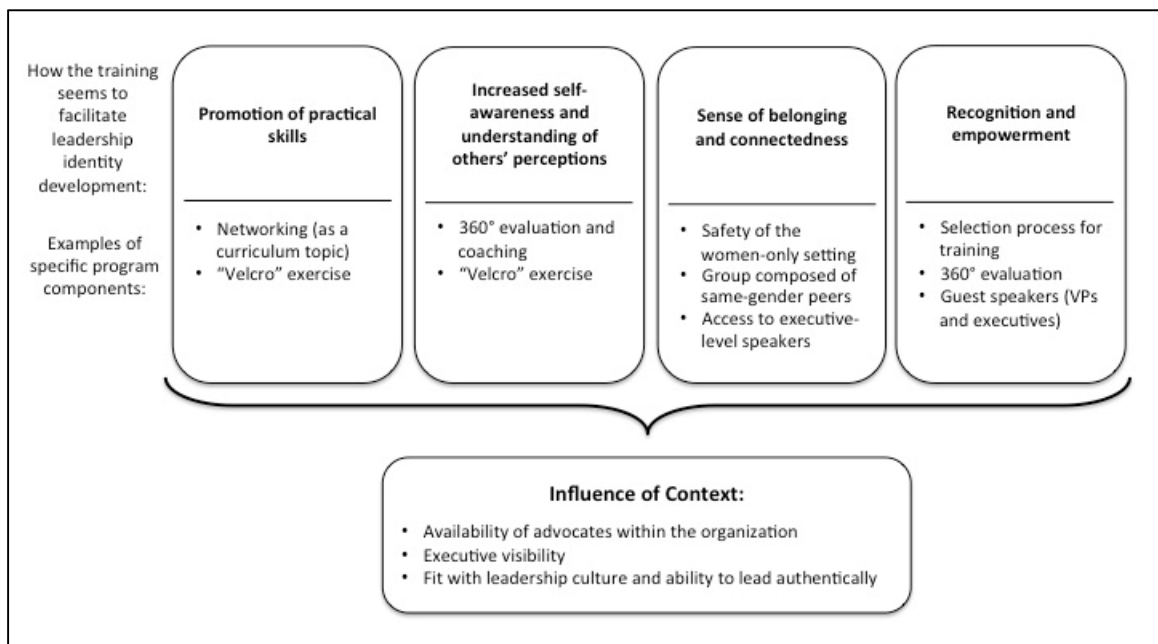 How the training
seems to
facilitate
leadership
identity
development:
Examples of
specific program
components:
Promotion of practical
skills
• Networking (as a
curriculum topic)
• “Velcro” exercise
Increased self-
awareness and
understanding of
others’ perceptions
• 360° evaluation and
coaching
• “Velcro” exercise
Sense of belonging
and connectedness
• Safety of the
women-only setting
• Group composed of
same-gender peers
• Access to executive-
level speakers
Recognition and
empowerment
• Selection process for
training
• 360° evaluation
• Guest speakers (VPs
and executives)
Influence of Context:
• Availability of advocates within the organization
• Executive visibility
• Fit with leadership culture and ability to lead authentically